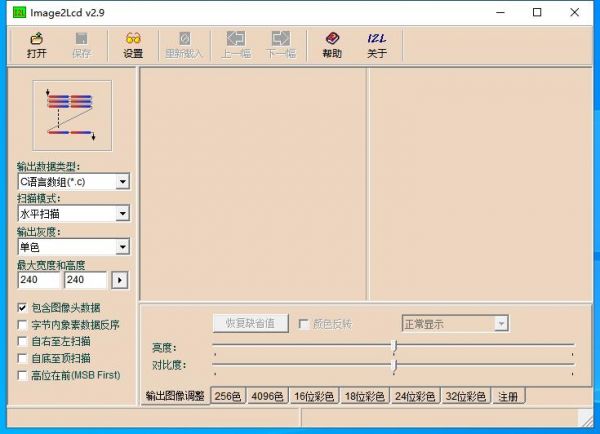 Image2Lcd v2.9
打开 保存 设置 重新载入 上一幅 下一幅 帮助 关于
输出数据类型:
C语言数组(*.c)
扫描模式:
水平扫描
输出灰度:
单色
最大宽度和高度
240 240
包含图像头数据
字节内象素数据反序
自右至左扫描
自底至顶扫描
高位在前(MSB First)
恢复缺省值 颜色反转 正常显示
亮度:
对比度:
输出图像调整 256色 4096色 16位彩色 18位彩色 24位彩色 32位彩色 注册